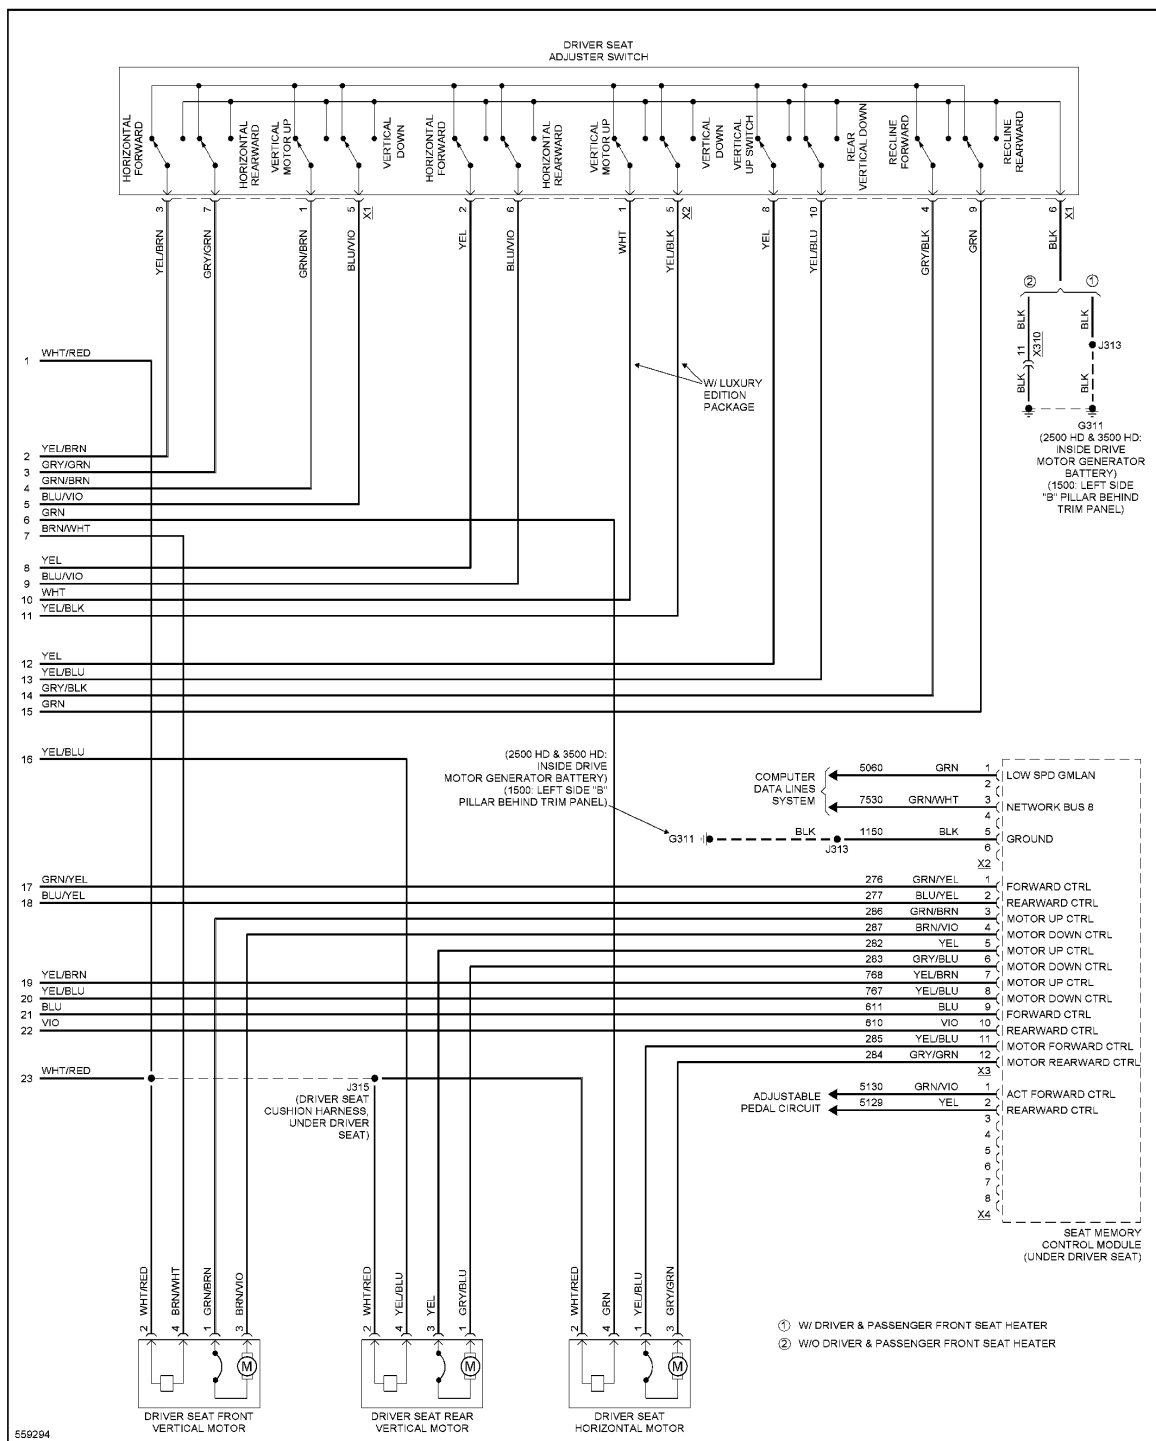 DRIVER SEAT
ADJUSTER SWITCH
HORIZONTAL
FORWARD
HORIZONTAL
REARWARD
VERTICAL
MOTOR UP
VERTICAL
DOWN
HORIZONTAL
FORWARD
HORIZONTAL
REARWARD
VERTICAL
MOTOR UP
VERTICAL
DOWN
VERTICAL
UP SWITCH
REAR
VERTICAL DOWN
RECLINE
FORWARD
RECLINE
REARWARD
3 7 1 5 X1 2 6 1 5 X2 8 10 4 9 6 X1
YEL/BRN GRY/GRN GRN/BRN BLU/VIO YEL BLU/VIO WHT YEL/BLK YEL YEL/BLU GRY/BLK GRN BLK
2 1
BLK BLK
11 X310 J313
BLK BLK
G311
(2500 HD & 3500 HD:
INSIDE DRIVE
MOTOR GENERATOR
BATTERY)
(1500: LEFT SIDE
"B" PILLAR BEHIND
TRIM PANEL)
W/ LUXURY
EDITION
PACKAGE
1 WHT/RED
2 YEL/BRN
3 GRY/GRN
4 GRN/BRN
5 BLU/VIO
6 GRN
7 BRN/WHT
8 YEL
9 BLU/VIO
10 WHT
11 YEL/BLK
12 YEL
13 YEL/BLU
14 GRY/BLK
15 GRN
16 YEL/BLU
(2500 HD & 3500 HD:
INSIDE DRIVE
MOTOR GENERATOR BATTERY)
(1500: LEFT SIDE "B"
PILLAR BEHIND TRIM PANEL)
COMPUTER
DATA LINES
SYSTEM
5060 GRN 1 LOW SPD GMLAN
2
7530 GRN/WHT 3 NETWORK BUS 8
4
G311 BLK J313 1150 BLK 5 GROUND
6
X2
17 GRN/YEL 276 GRN/YEL 1 FORWARD CTRL
18 BLU/YEL 277 BLU/YEL 2 REARWARD CTRL
286 GRN/BRN 3 MOTOR UP CTRL
287 BRN/VIO 4 MOTOR DOWN CTRL
282 YEL 5 MOTOR UP CTRL
283 GRY/BLU 6 MOTOR DOWN CTRL
19 YEL/BRN 768 YEL/BRN 7 MOTOR UP CTRL
20 YEL/BLU 767 YEL/BLU 8 MOTOR DOWN CTRL
21 BLU 611 BLU 9 FORWARD CTRL
22 VIO 610 VIO 10 REARWARD CTRL
285 YEL/BLU 11 MOTOR FORWARD CTRL
284 GRY/GRN 12 MOTOR REARWARD CTRL
X3
23 WHT/RED
J315
(DRIVER SEAT
CUSHION HARNESS,
UNDER DRIVER
SEAT)
ADJUSTABLE
PEDAL CIRCUIT
5130 GRN/VIO 1 ACT FORWARD CTRL
5129 YEL 2 REARWARD CTRL
3
4
5
6
7
8
X4
SEAT MEMORY
CONTROL MODULE
(UNDER DRIVER SEAT)
WHT/RED BRN/WHT GRN/BRN BRN/VIO WHT/RED YEL/BLU YEL GRY/BLU WHT/RED GRN YEL/BLU GRY/GRN
2 4 1 3 2 4 3 1 2 4 1 3
M M M
DRIVER SEAT FRONT
VERTICAL MOTOR
DRIVER SEAT REAR
VERTICAL MOTOR
DRIVER SEAT
HORIZONTAL MOTOR
1 W/ DRIVER & PASSENGER FRONT SEAT HEATER
2 W/O DRIVER & PASSENGER FRONT SEAT HEATER
559294